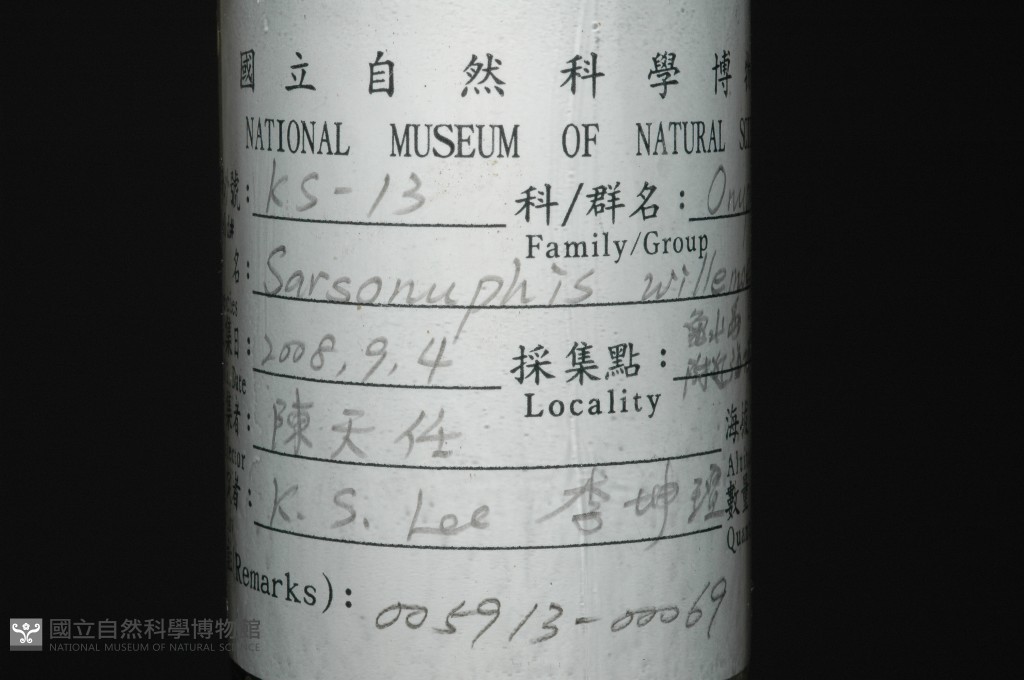 國立自然科學博
NATIONAL MUSEUM OF NATURAL
號: KS-13 科/群名:
Family/Group
名: Sarsonuphis
日: 2008,9,4 採集點:
Date Locality
者: 陳天任 海
者: K. S. Lee 李坤瑄 數量
Remarks): 005913-00069
國立自然科學博物館
NATIONAL MUSEUM OF NATURAL SCIENCE